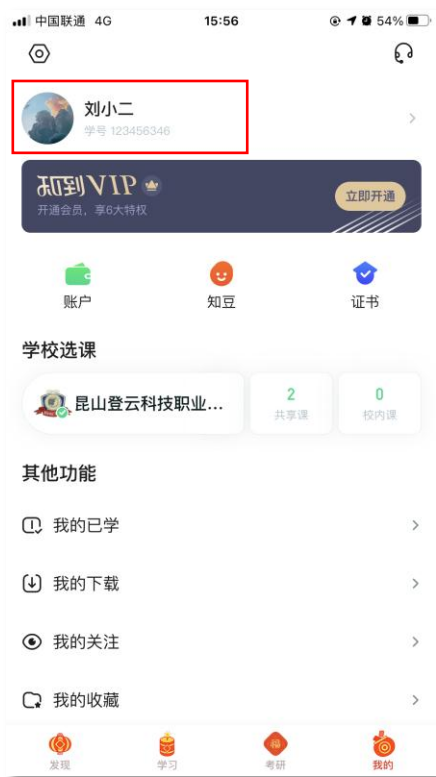 中国联通 4G 15:56 54%
刘小二
学号 123456346
知到VIP
开通会员，享6大特权
立即开通
账户 知豆 证书
学校选课
昆山登云科技职业...
2 0
共享课 校内课
其他功能
我的已学
我的下载
我的关注
我的收藏
福
发现 学习 考研 我的